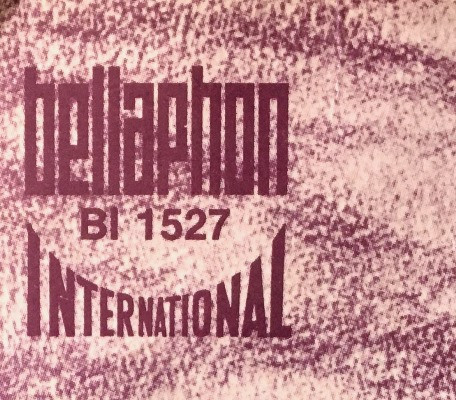 bellaphon
BI 1527
INTERNATIONAL